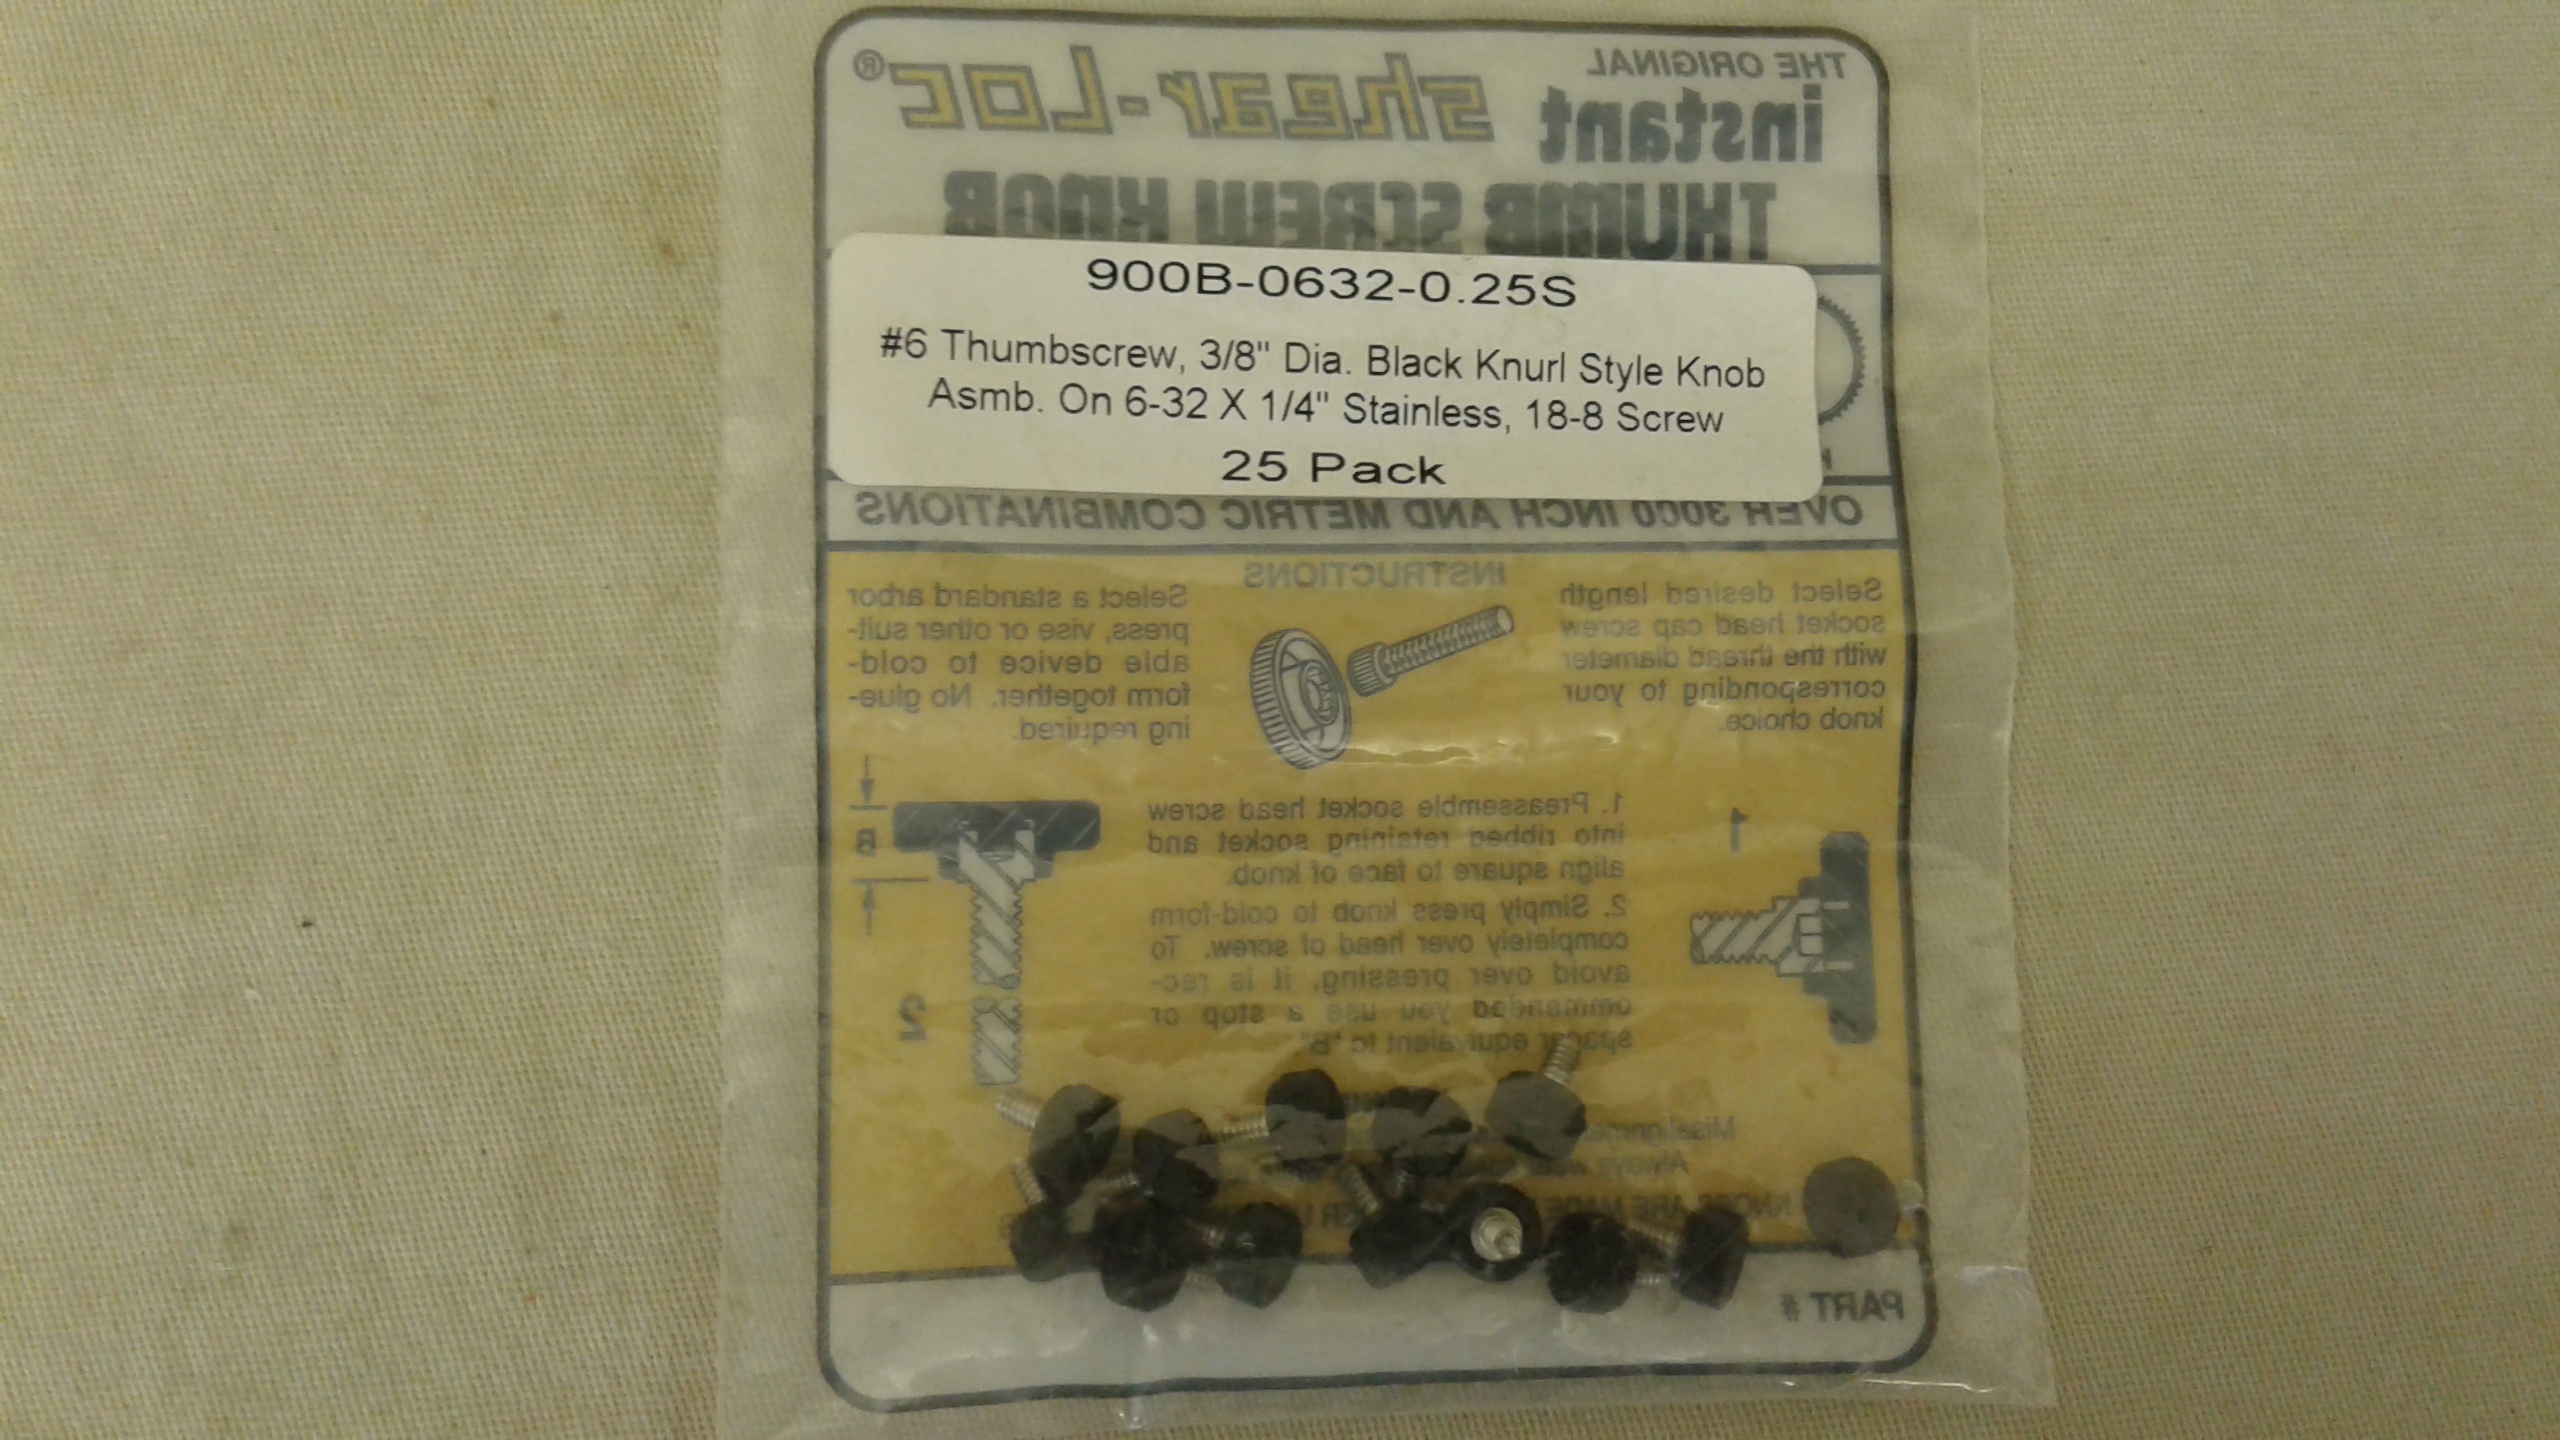 THE ORIGINAL
instant shear-Loc®
THUMB SCREW KNOB
900B-0632-0.25S
#6 Thumbscrew, 3/8" Dia. Black Knurl Style Knob
Asmb. On 6-32 X 1/4" Stainless, 18-8 Screw
25 Pack
OVER 3000 INCH AND METRIC COMBINATIONS
INSTRUCTIONS
Select desired length
socket head cap screw
with the thread diameter
corresponding to your
knob choice.
Select a standard arbor
press, vise or other suit-
able device to cold-
form together. No glue-
ing required.
1
1. Preassemble socket head screw
into ribbed retaining socket and
align square to face of knob.
2. Simply press knob to cold-form
completely over head of screw. To
avoid over pressing, it is rec-
ommended you use a stop or
spacer equivalent to "B".
B
2
Always
KNOBS ARE MADE
PART #